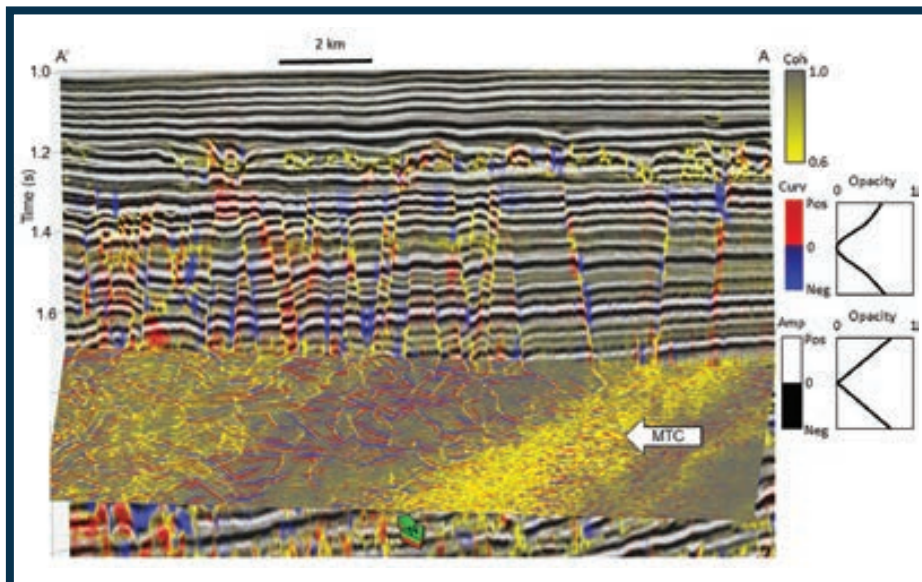 2 km
A'
A
Coh
1.0
1.0
0.6
1.2
Time (s)
1.4
1.6
Curv
Opacity
Pos
0
Neg
0
Amp
Opacity
Pos
0
Neg
0
MTC